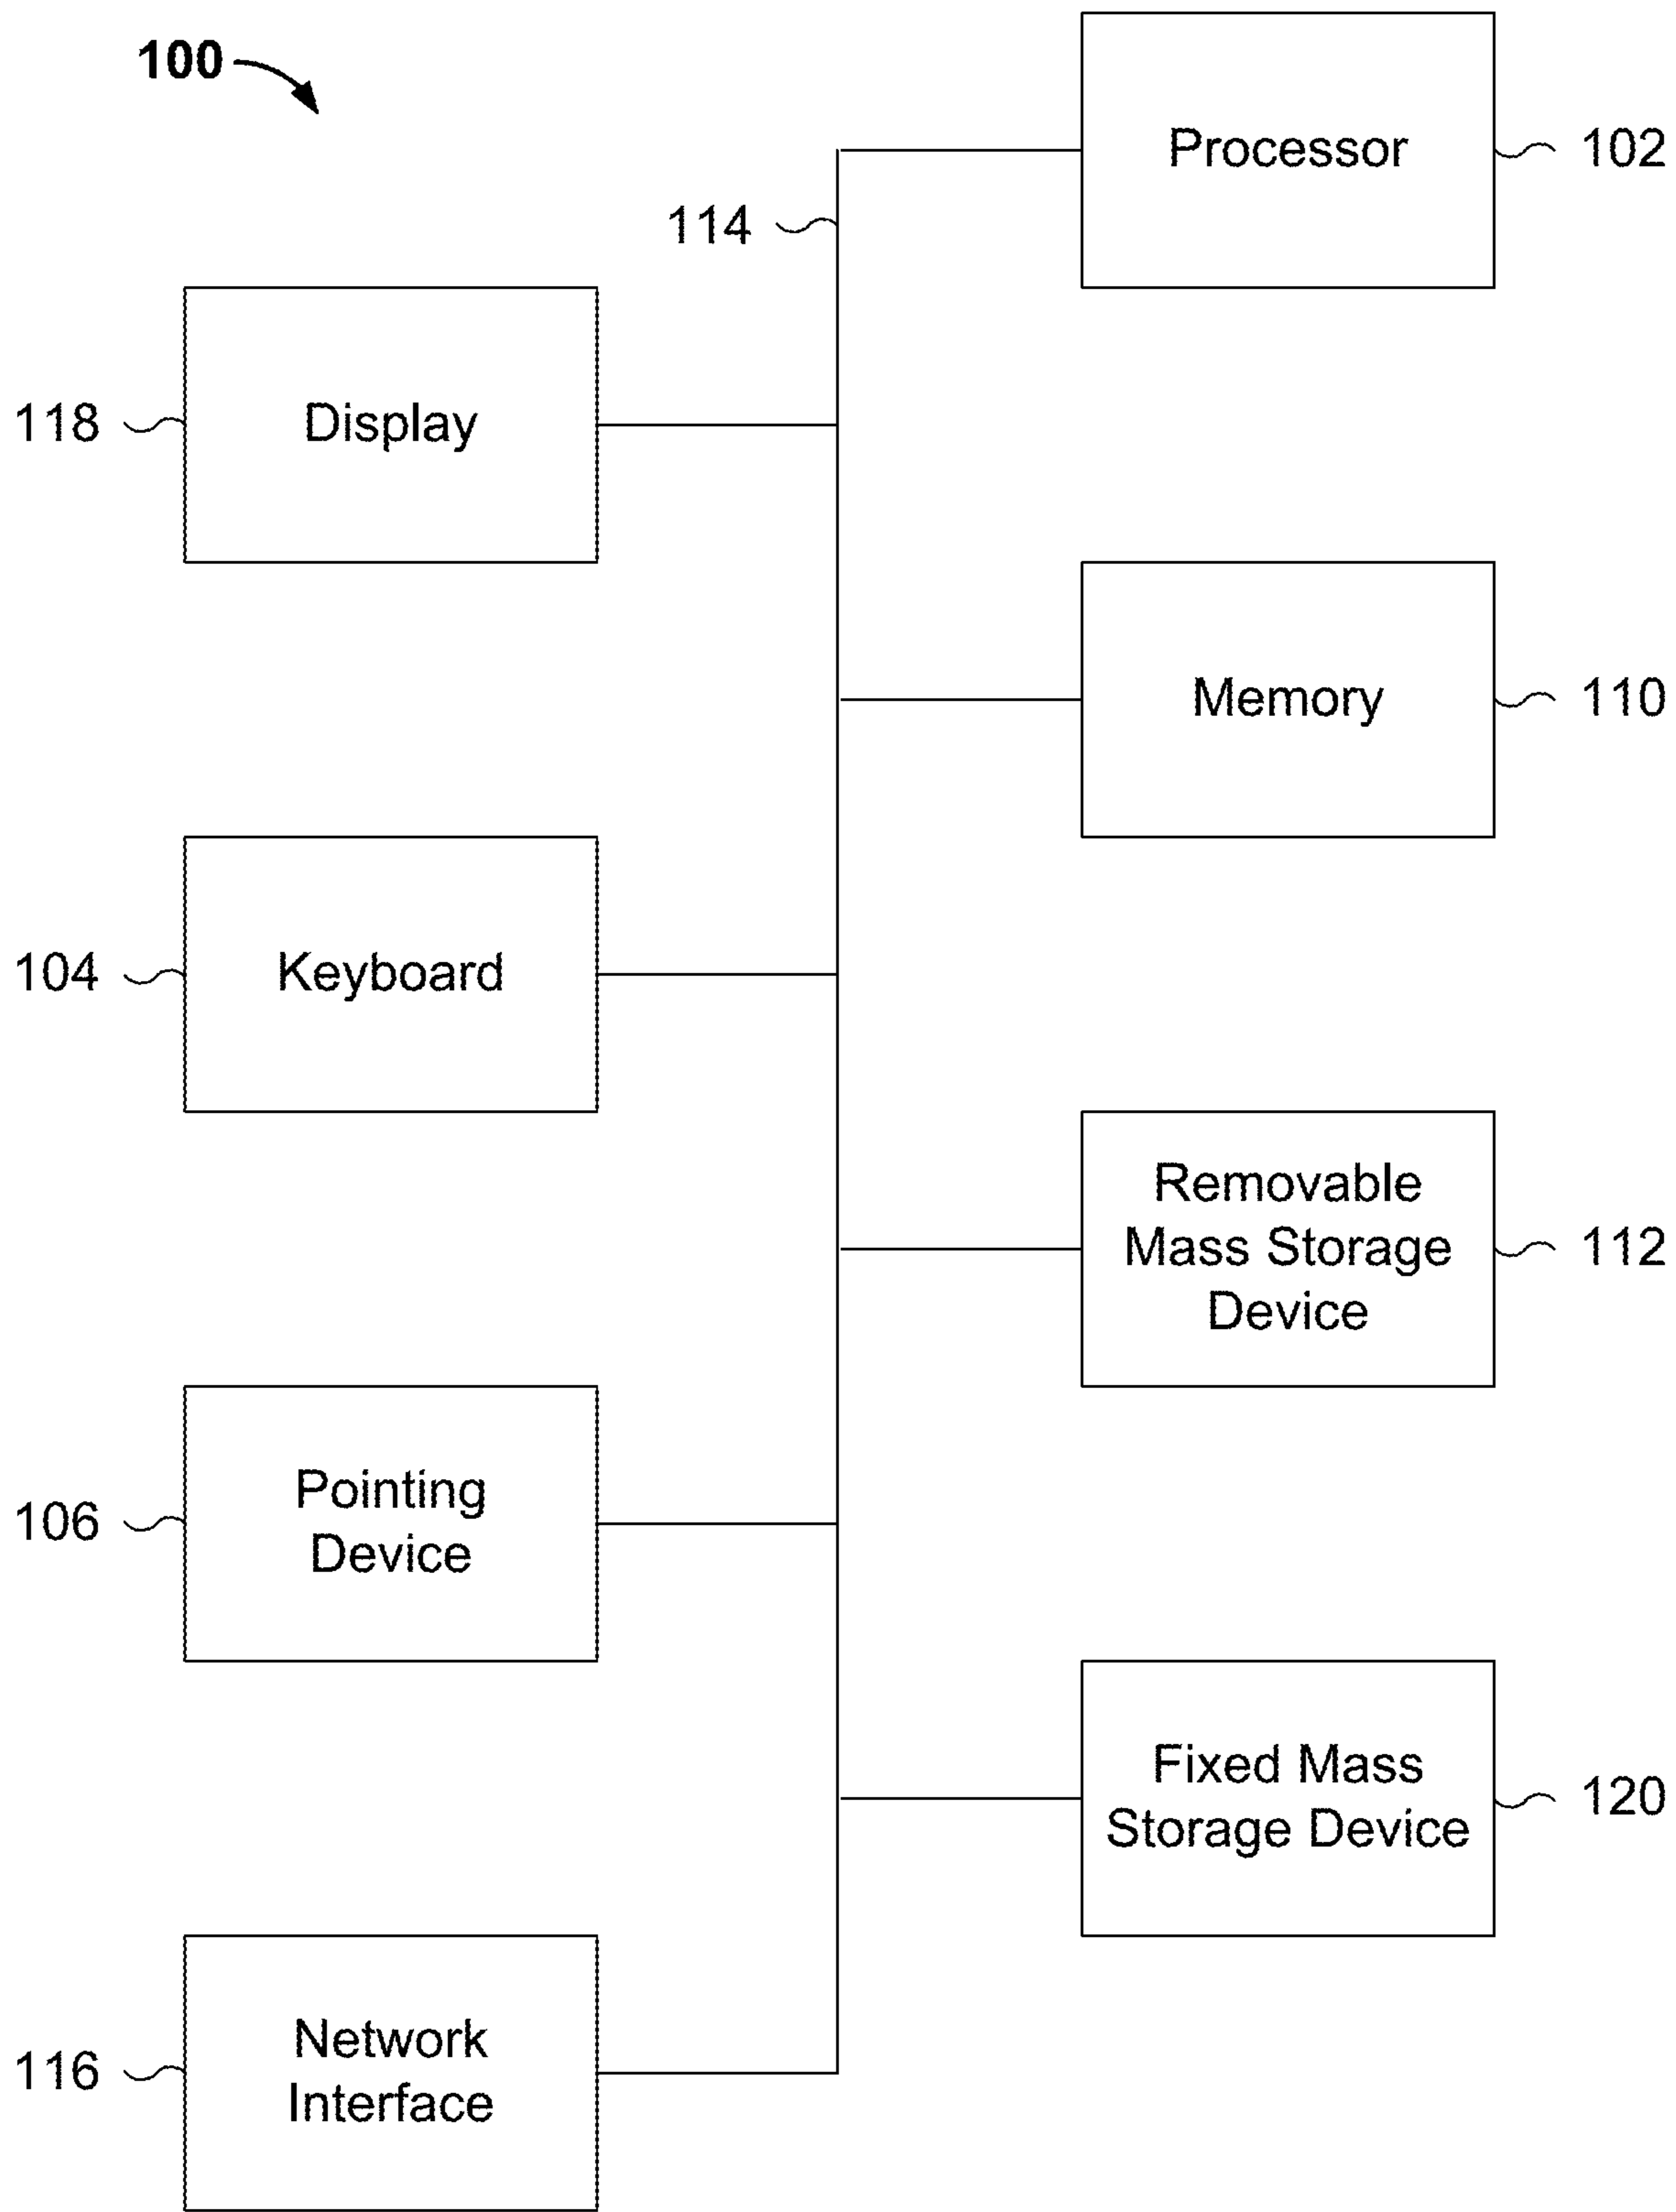 100
Processor
102
114
Display
118
Memory
110
Keyboard
104
Removable
Mass Storage
Device
112
Pointing
Device
106
Fixed Mass
Storage Device
120
Network
Interface
116